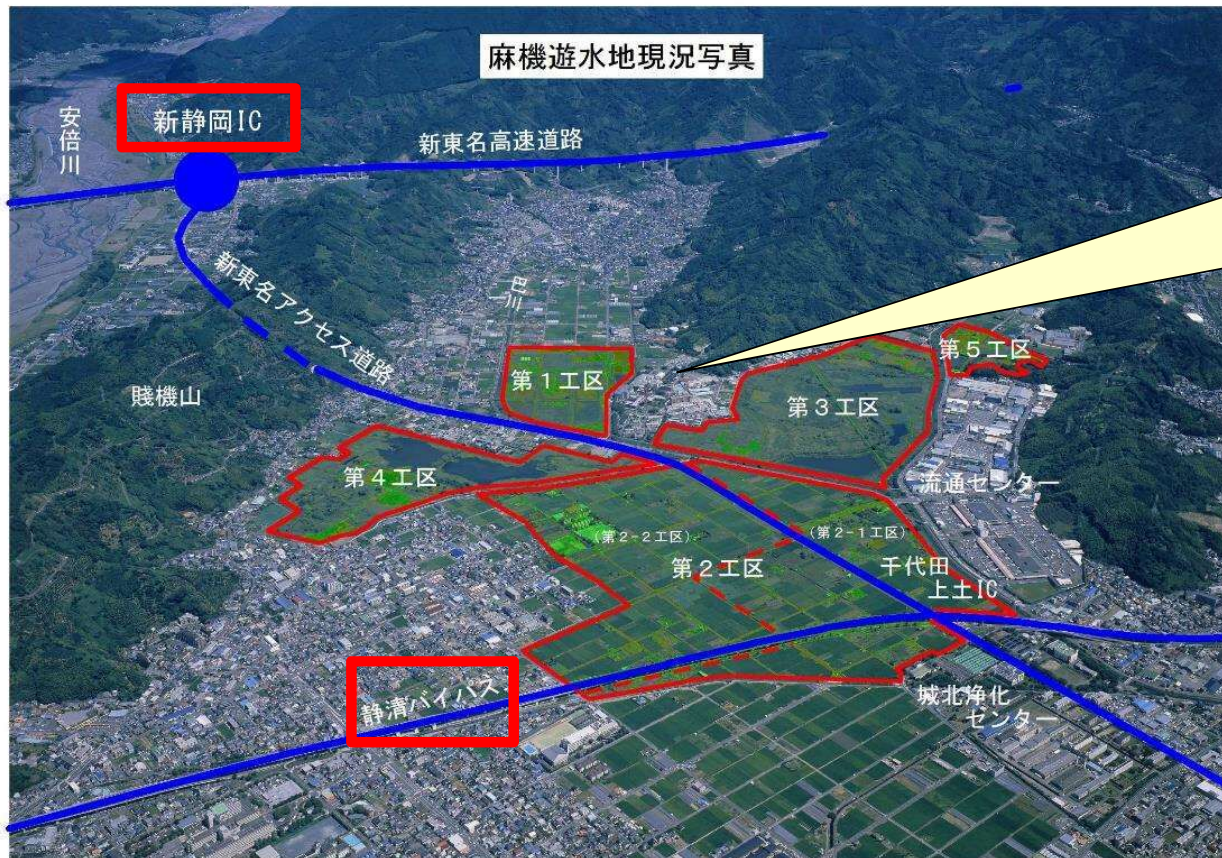 麻機遊水地現況写真
安倍川
新静岡IC
新東名高速道路
新東名アクセス道路
巴川
賤機山
第1工区
第5工区
第3工区
第4工区
流通センター
(第2-2工区)
(第2-1工区)
第2工区
千代田
上土IC
静清バイパス
城北浄化
センター